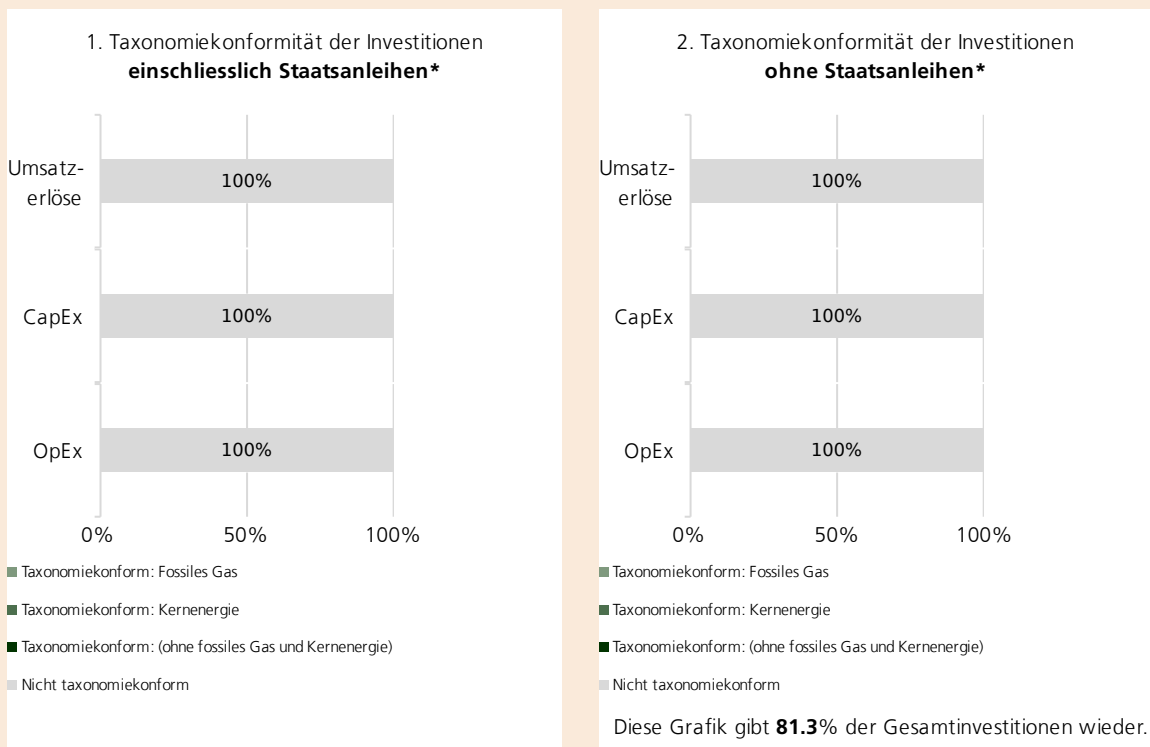 1. Taxonomiekonformität der Investitionen
einschliesslich Staatsanleihen*
Umsatz-
erlöse
100%
CapEx
100%
OpEx
100%
0% 50% 100%
Taxonomiekonform: Fossiles Gas
Taxonomiekonform: Kernenergie
Taxonomiekonform: (ohne fossiles Gas und Kernenergie)
Nicht taxonomiekonform
2. Taxonomiekonformität der Investitionen
ohne Staatsanleihen*
Umsatz-
erlöse
100%
CapEx
100%
OpEx
100%
0% 50% 100%
Taxonomiekonform: Fossiles Gas
Taxonomiekonform: Kernenergie
Taxonomiekonform: (ohne fossiles Gas und Kernenergie)
Nicht taxonomiekonform
Diese Grafik gibt 81.3% der Gesamtinvestitionen wieder.